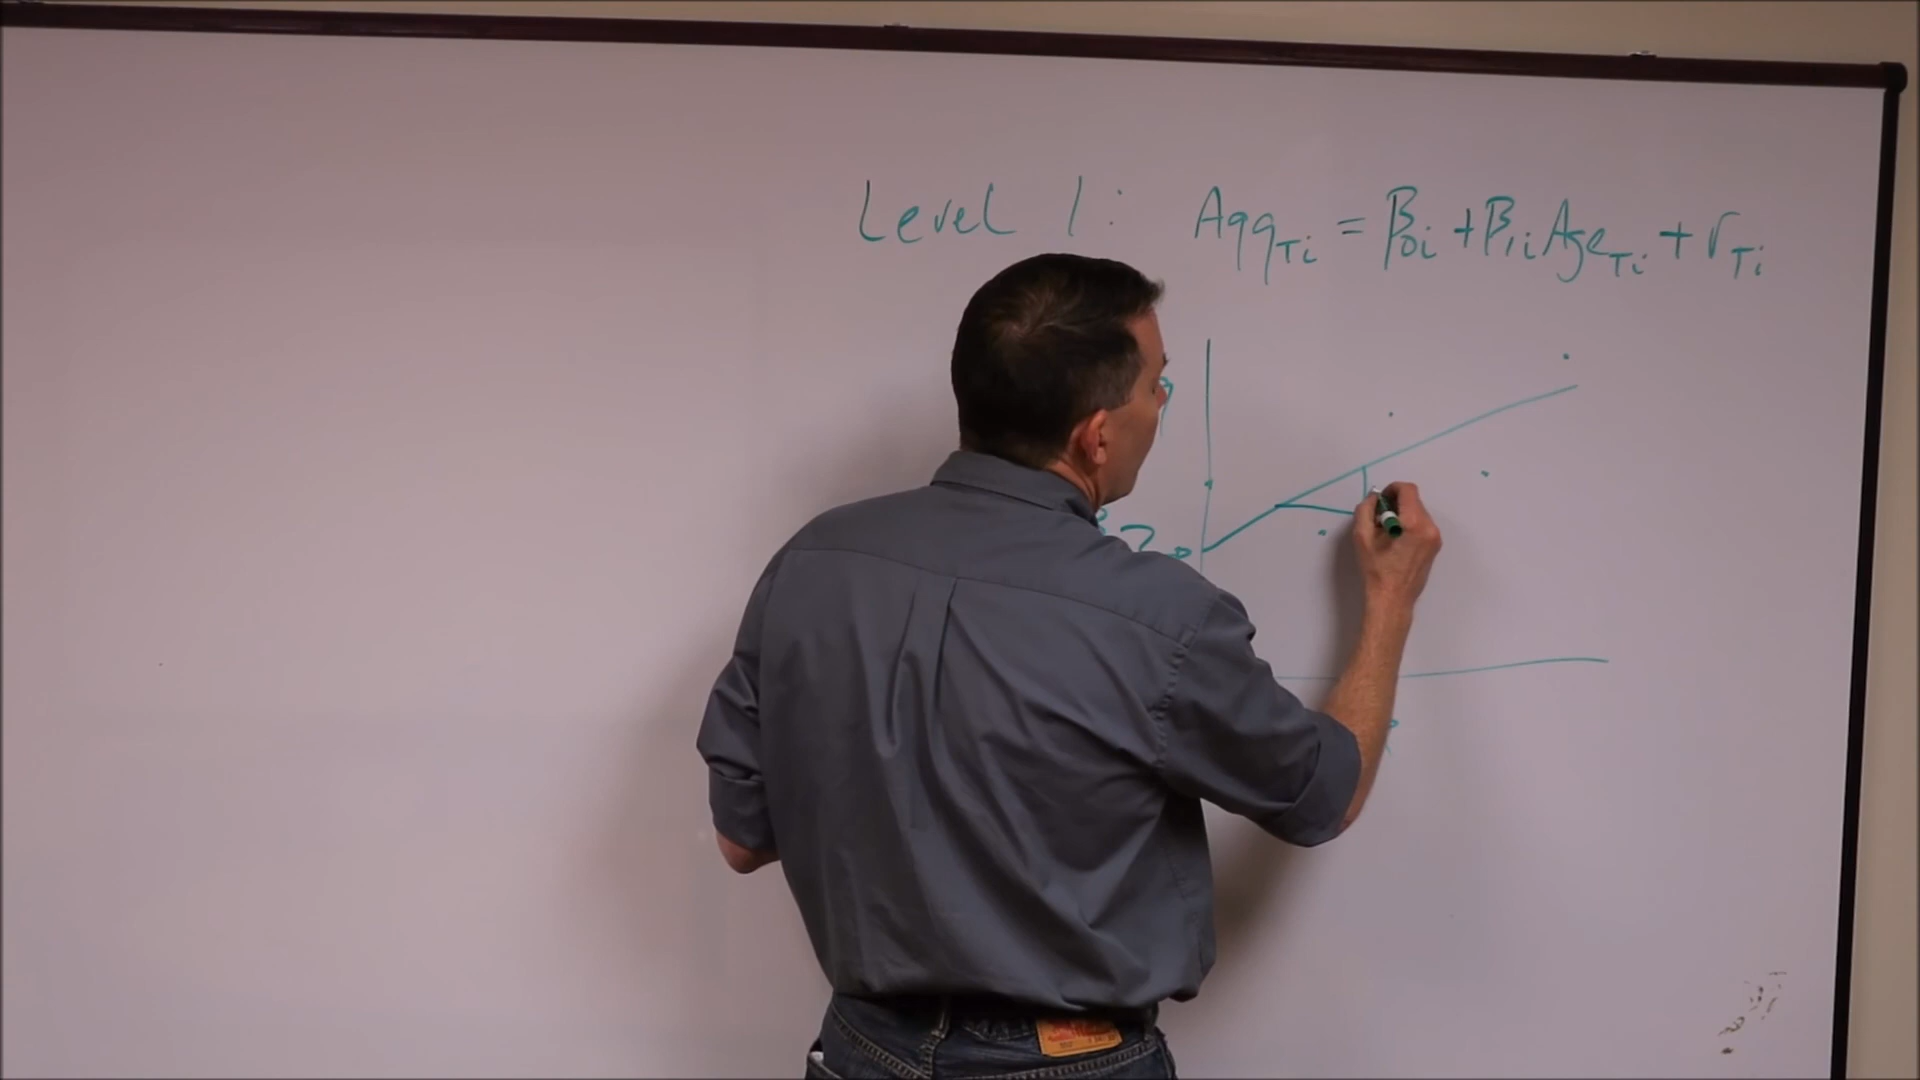 Level 1: Agg_Ti = β_0i + β_1i Age_Ti + r_Ti